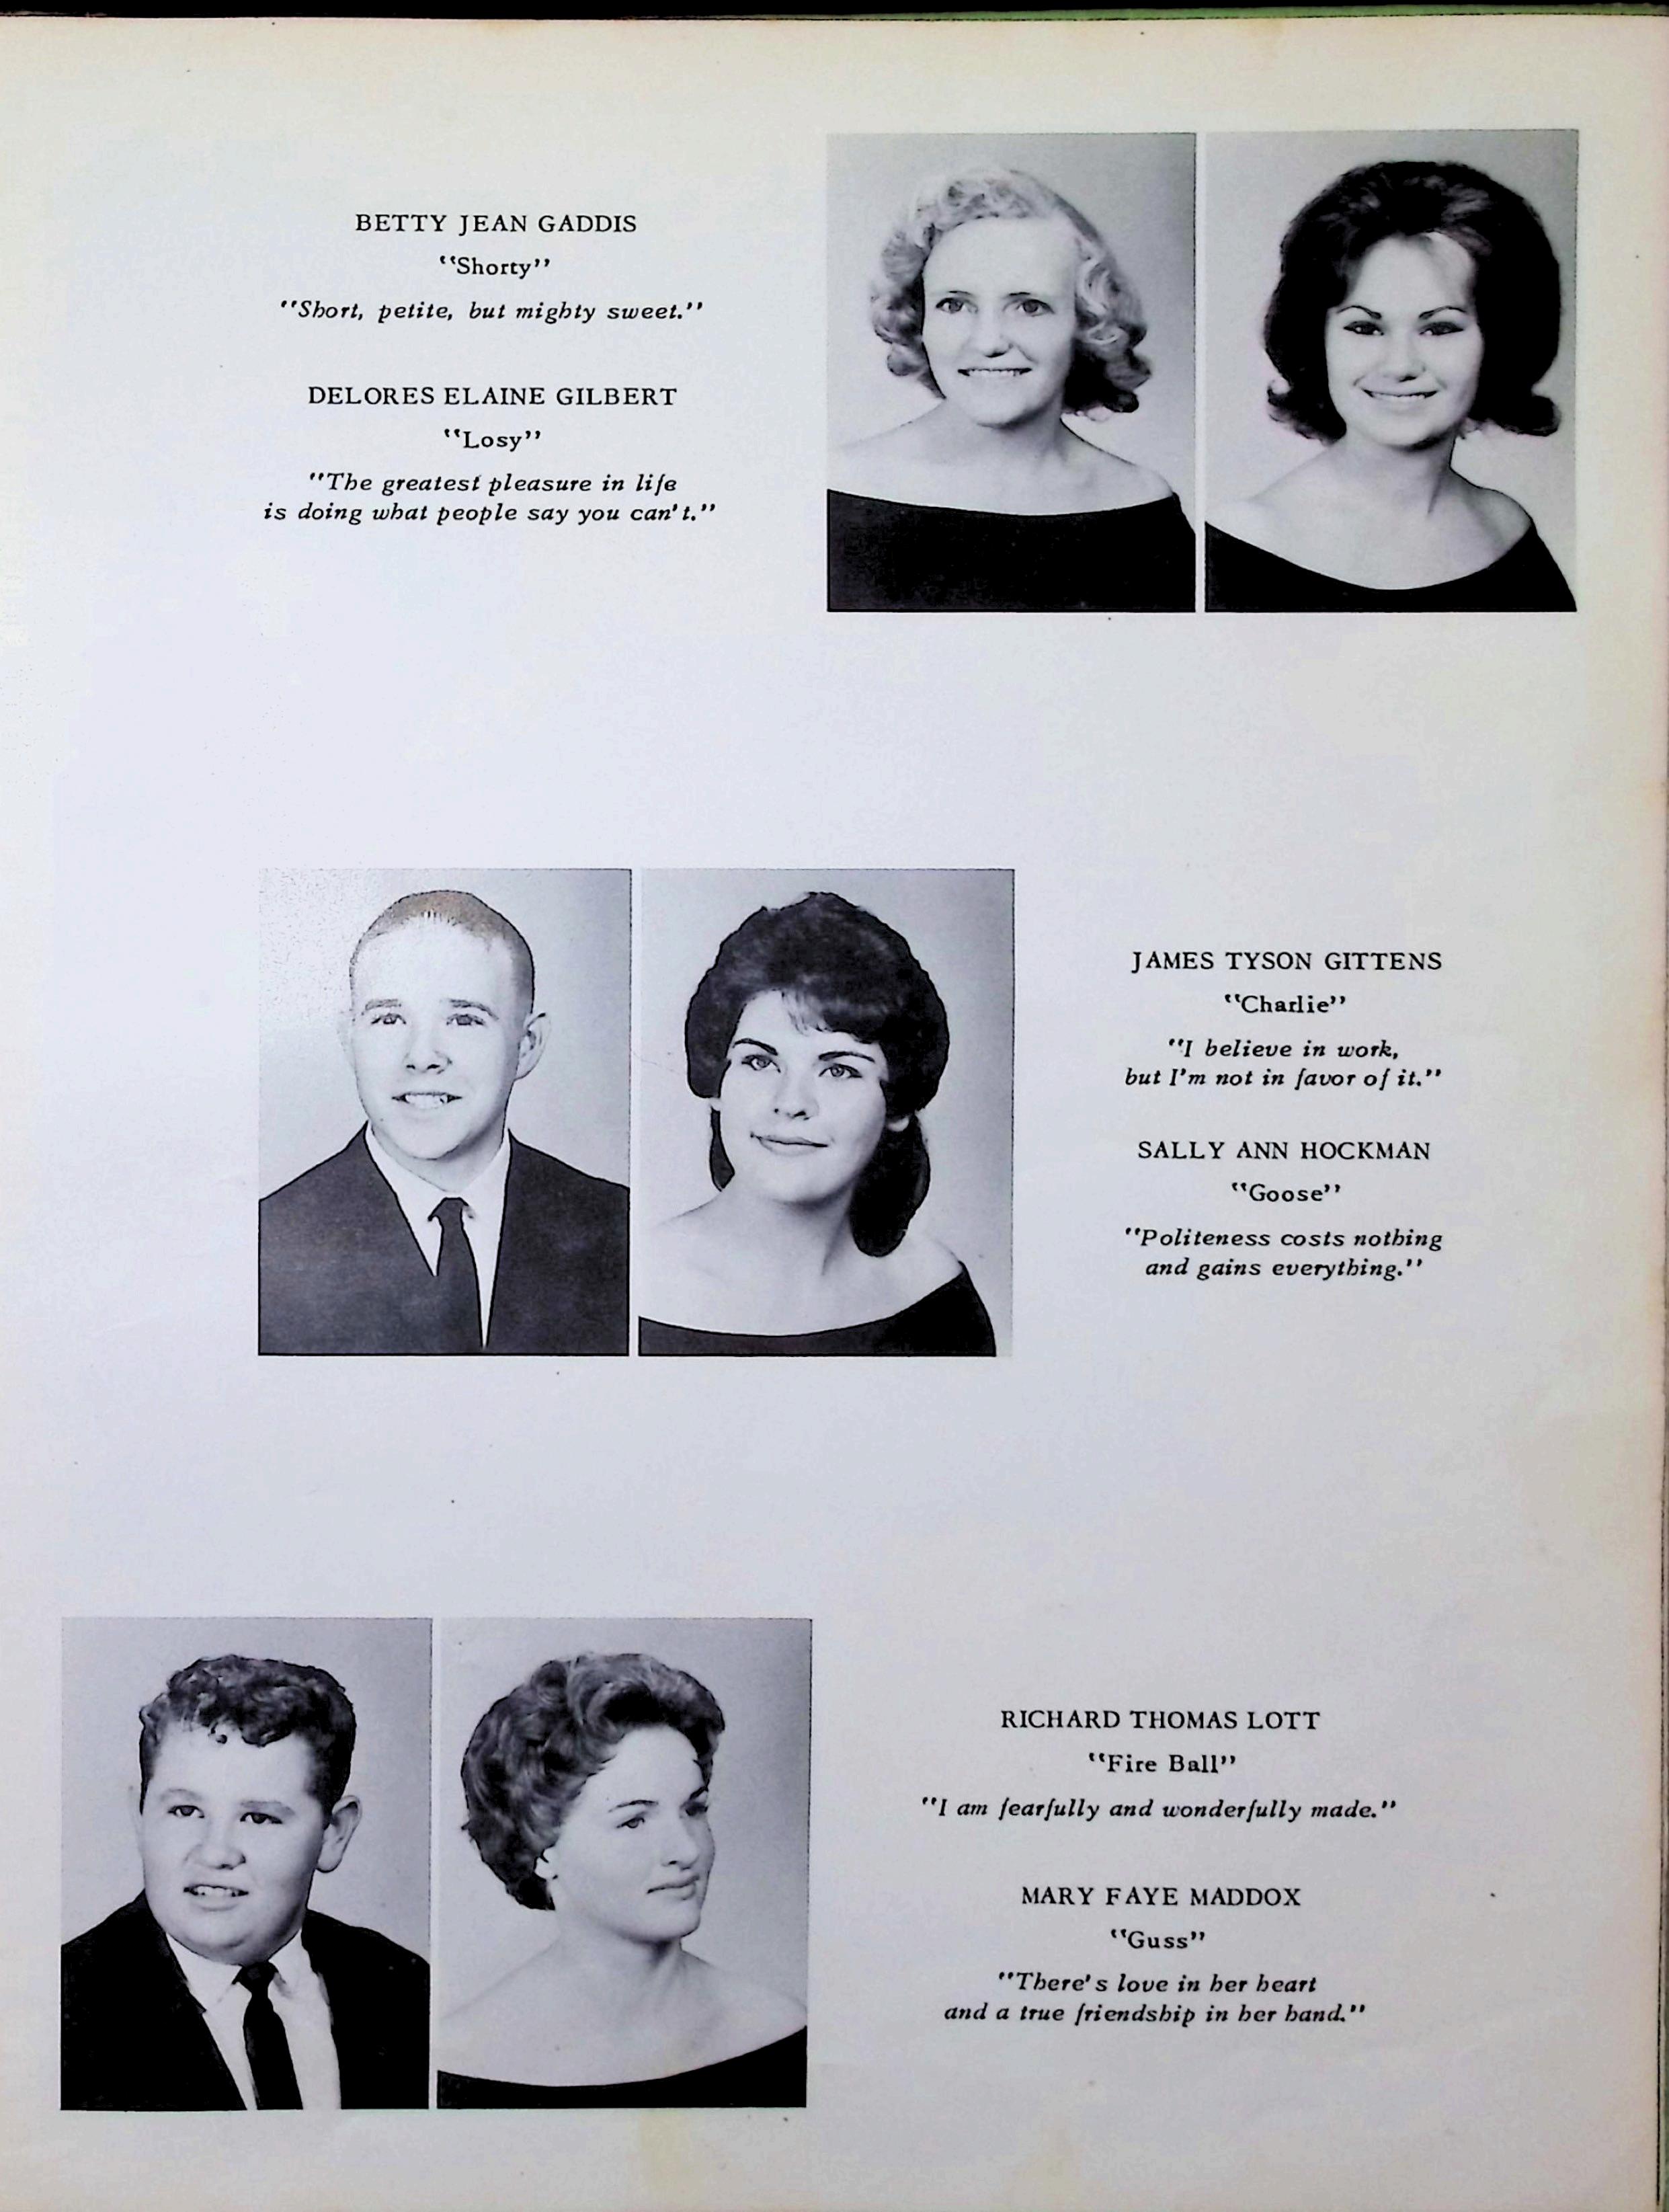 BETTY JEAN GADDIS
"Shorty"
"Short, petite, but mighty sweet."
DELORES ELAINE GILBERT
"Losy"
"The greatest pleasure in life
is doing what people say you can't."
JAMES TYSON GITTENS
"Charlie"
"I believe in work,
but I'm not in favor of it."
SALLY ANN HOCKMAN
"Goose"
"Politeness costs nothing
and gains everything."
RICHARD THOMAS LOTT
"Fire Ball"
"I am fearfully and wonderfully made."
MARY FAYE MADDOX
"Guss"
"There's love in her heart
and a true friendship in her hand."